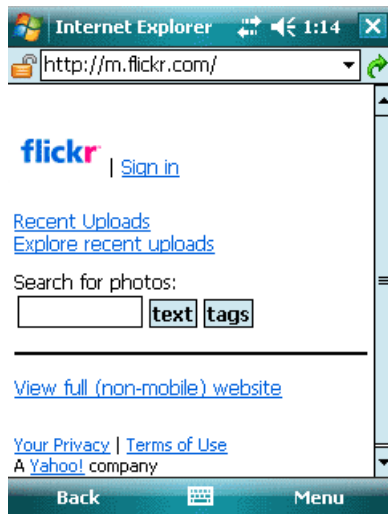 Internet Explorer 1:14
http://m.flickr.com/
flickr | Sign in
Recent Uploads
Explore recent uploads
Search for photos:
text tags
View full (non-mobile) website
Your Privacy | Terms of Use
A Yahoo! company
Back Menu